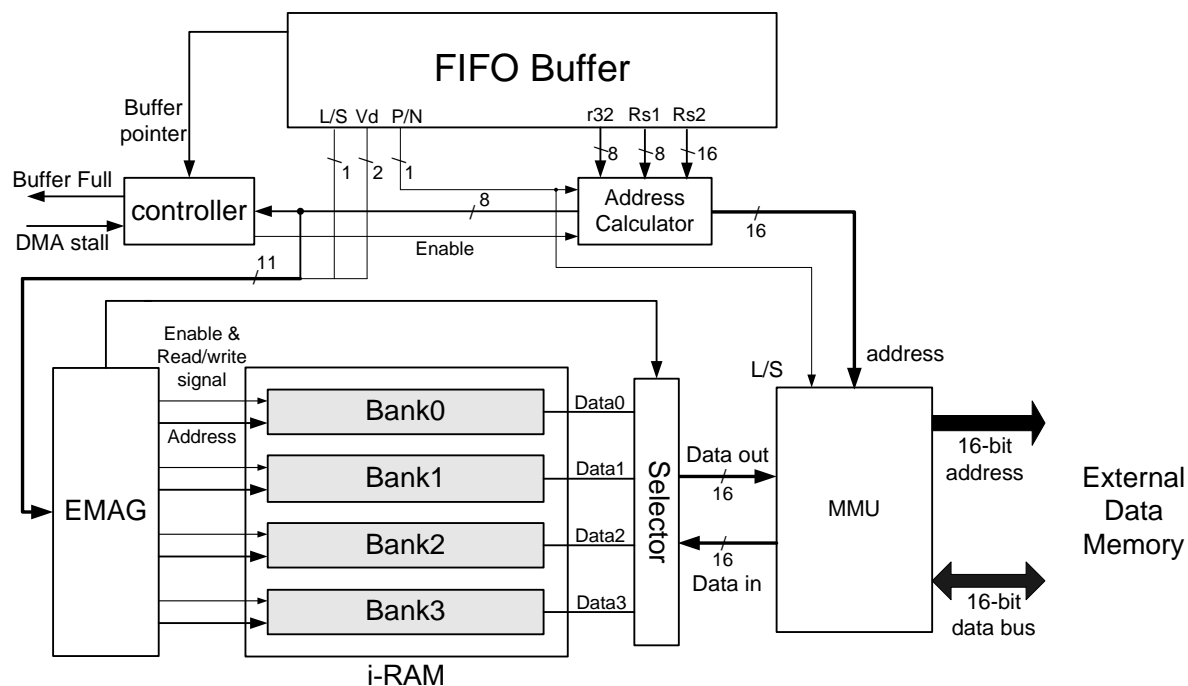 FIFO Buffer
L/S Vd P/N r32 Rs1 Rs2
Buffer
pointer
1 2 1 8 8 16
Buffer Full
controller
DMA stall
8
Enable
Address
Calculator
16
11
Enable &
Read/write
signal
Address
EMAG
Bank0
Bank1
Bank2
Bank3
i-RAM
Data0
Data1
Data2
Data3
Selector
Data out
16
16
Data in
L/S
address
MMU
16-bit
address
16-bit
data bus
External
Data
Memory